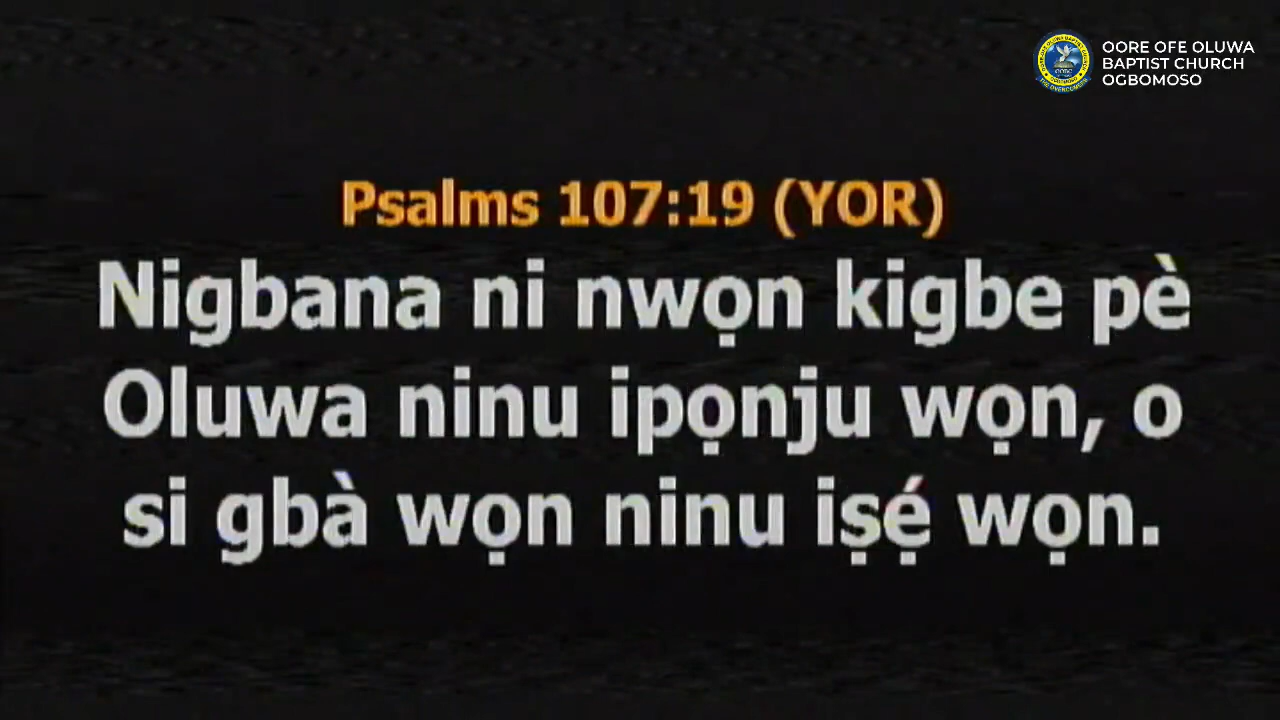 OORE OFE OLUWA
BAPTIST CHURCH
OGBOMOSO
Psalms 107:19 (YOR)
Nigbana ni nwọn kigbe pè
Oluwa ninu ipọnju wọn, o
si gbà wọn ninu iṣẹ́ wọn.